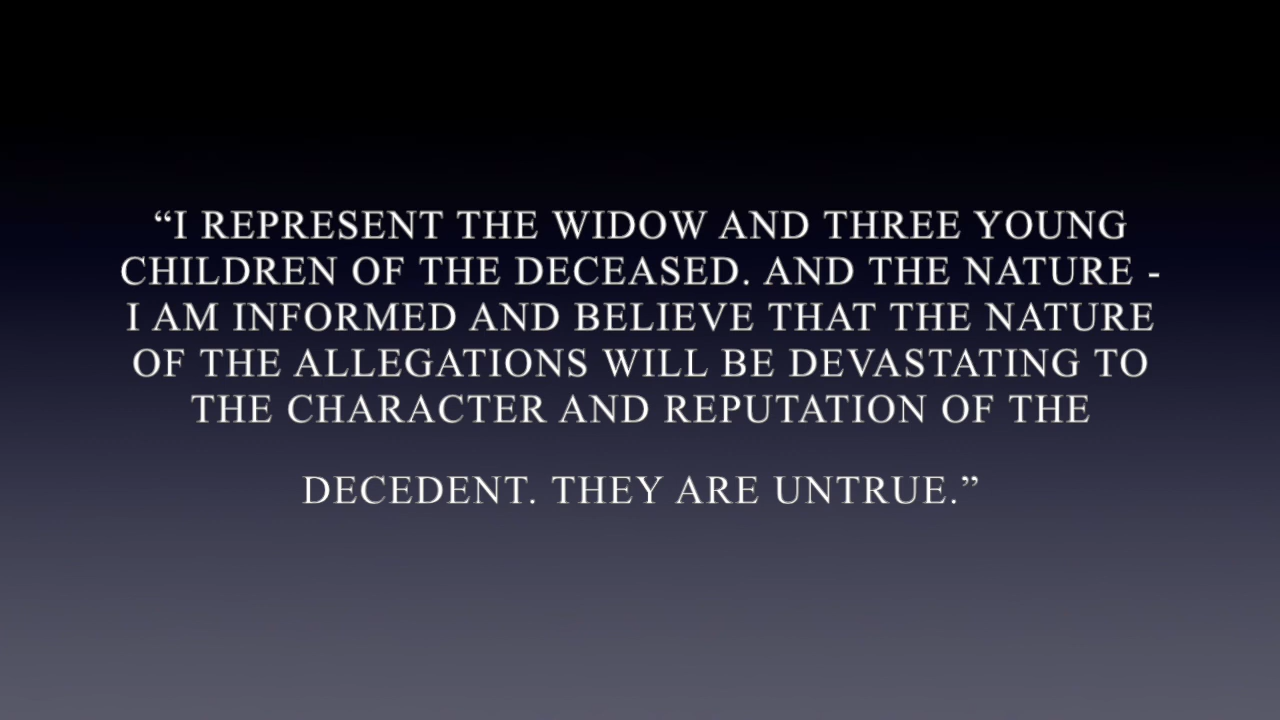 “I REPRESENT THE WIDOW AND THREE YOUNG
CHILDREN OF THE DECEASED. AND THE NATURE -
I AM INFORMED AND BELIEVE THAT THE NATURE
OF THE ALLEGATIONS WILL BE DEVASTATING TO
THE CHARACTER AND REPUTATION OF THE
DECEDENT. THEY ARE UNTRUE.”